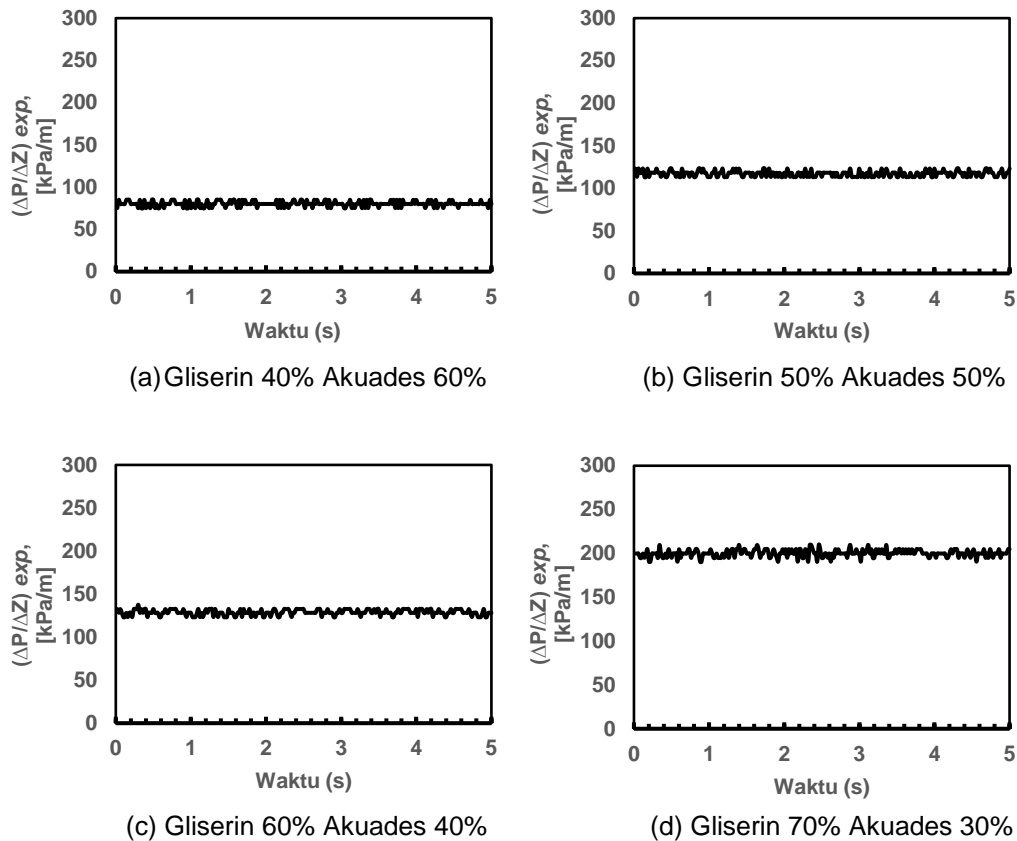 300
250
200
150
100
50
0
(ΔP/ΔZ) exp,
[kPa/m]
0 1 2 3 4 5
Waktu (s)
(a) Gliserin 40% Akuades 60%
300
250
200
150
100
50
0
(ΔP/ΔZ) exp,
[kPa/m]
0 1 2 3 4 5
Waktu (s)
(b) Gliserin 50% Akuades 50%
300
250
200
150
100
50
0
(ΔP/ΔZ) exp,
[kPa/m]
0 1 2 3 4 5
Waktu (s)
(c) Gliserin 60% Akuades 40%
300
250
200
150
100
50
0
(ΔP/ΔZ) exp,
[kPa/m]
0 1 2 3 4 5
Waktu (s)
(d) Gliserin 70% Akuades 30%